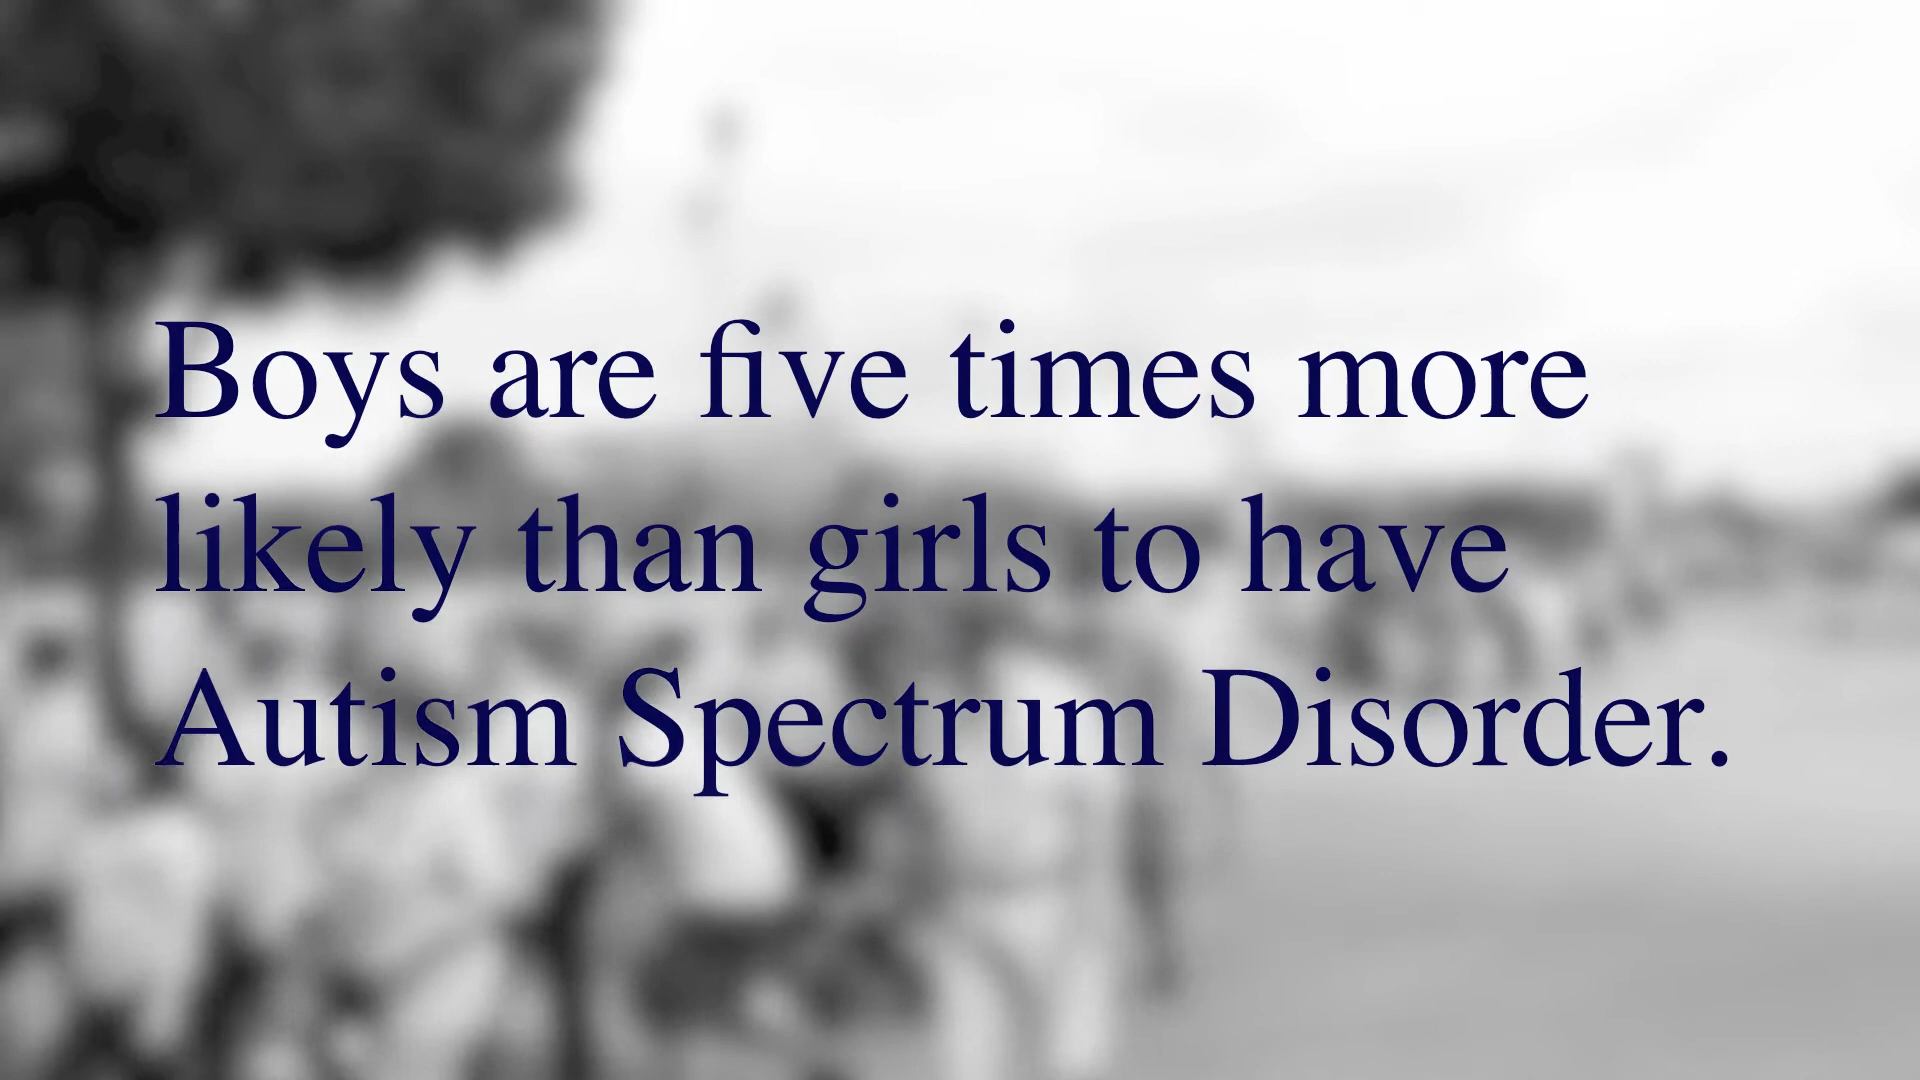 Boys are five times more
likely than girls to have
Autism Spectrum Disorder.